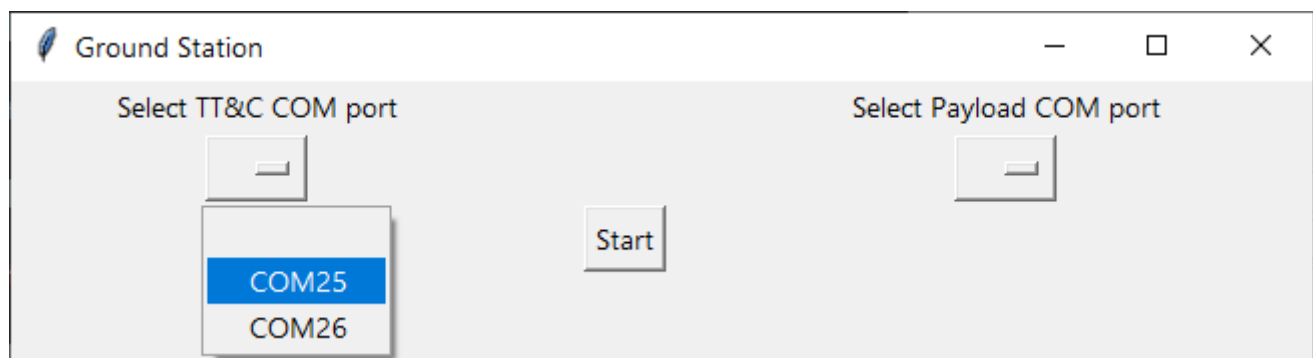 Ground Station
Select TT&C COM port
Select Payload COM port
Start
COM25
COM26